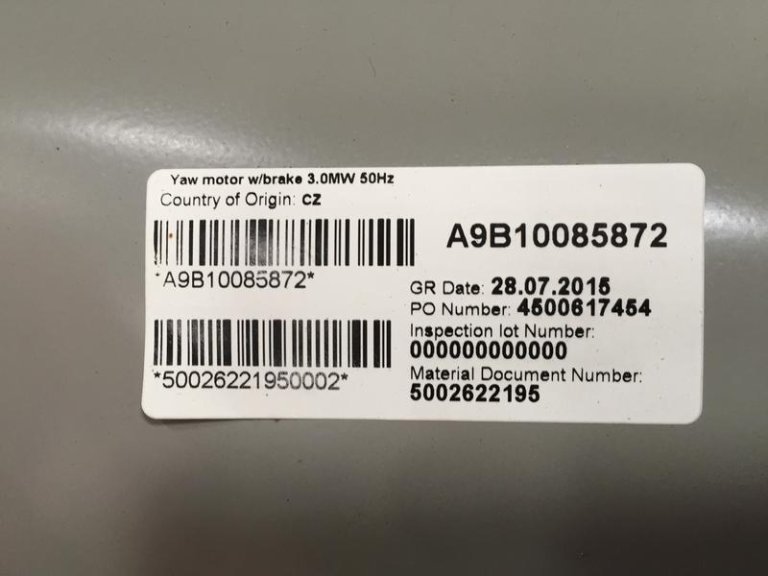 Yaw motor w/brake 3.0MW 50Hz
Country of Origin: CZ
*A9B10085872*
*50026221950002*
A9B10085872
GR Date: 28.07.2015
PO Number: 4500617454
Inspection lot Number:
000000000000
Material Document Number:
5002622195